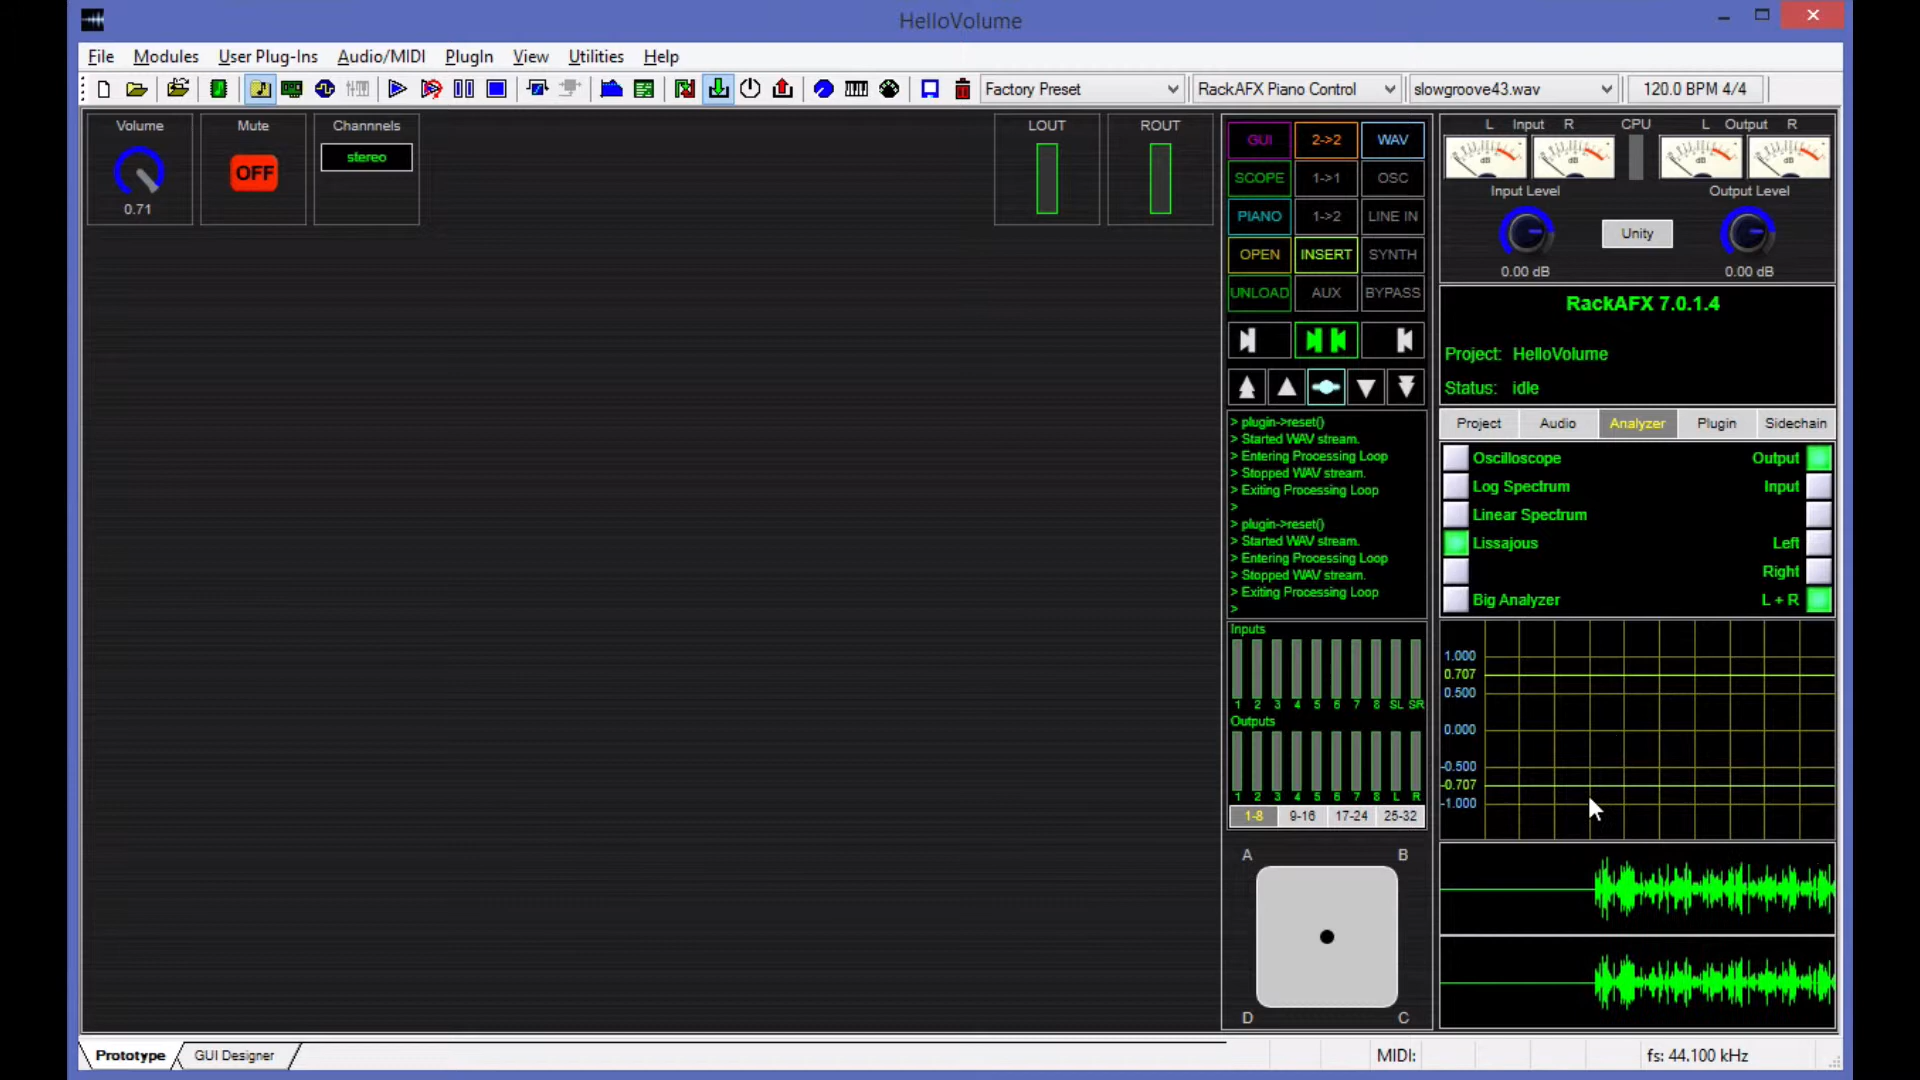 HelloVolume
File Modules User Plug-Ins Audio/MIDI PlugIn View Utilities Help
Factory Preset RackAFX Piano Control slowgroove43.wav 120.0 BPM 4/4
Volume Mute Channnels LOUT ROUT
OFF
stereo
0.71
GUI 2->2 WAV
SCOPE 1->1 OSC
PIANO 1->2 LINE IN
OPEN INSERT SYNTH
UNLOAD AUX BYPASS
> plugin->reset()
> Started WAV stream.
> Entering Processing Loop
> Stopped WAV stream.
> Exiting Processing Loop
>
> plugin->reset()
> Started WAV stream.
> Entering Processing Loop
> Stopped WAV stream.
> Exiting Processing Loop
>
Inputs
1 2 3 4 5 6 7 8 SL SR
Outputs
1 2 3 4 5 6 7 8 L R
1-8 9-16 17-24 25-32
A B
D C
L Input R CPU L Output R
dB dB dB dB
Input Level Output Level
Unity
0.00 dB 0.00 dB
RackAFX 7.0.1.4
Project: HelloVolume
Status: idle
Project Audio Analyzer Plugin Sidechain
Oscilloscope Output
Log Spectrum Input
Linear Spectrum
Lissajous Left
Right
Big Analyzer L + R
1.000
0.707
0.500
0.000
-0.500
-0.707
-1.000
Prototype GUI Designer MIDI: fs: 44.100 kHz